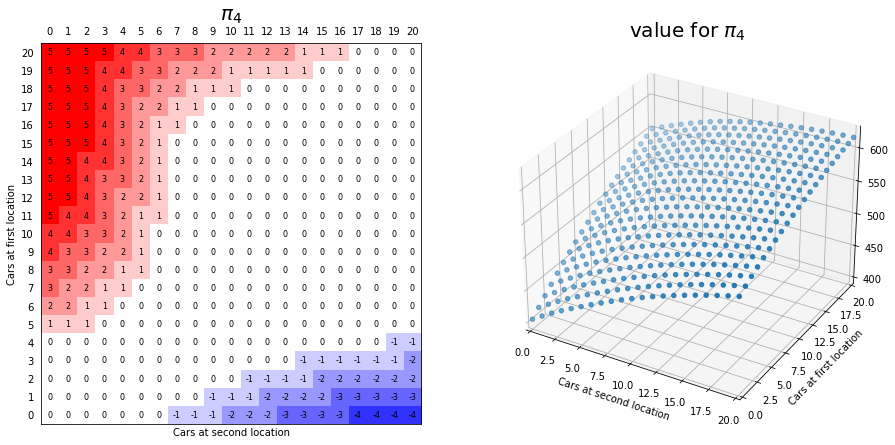 π₄
0 1 2 3 4 5 6 7 8 9 10 11 12 13 14 15 16 17 18 19 20
20 5 5 5 5 4 4 3 3 3 2 2 2 2 2 1 1 1 0 0 0 0
19 5 5 5 4 4 3 3 2 2 2 1 1 1 1 1 0 0 0 0 0 0
18 5 5 5 4 3 3 2 2 1 1 1 0 0 0 0 0 0 0 0 0 0
17 5 5 5 4 3 2 2 1 1 0 0 0 0 0 0 0 0 0 0 0 0
16 5 5 5 4 3 2 1 1 0 0 0 0 0 0 0 0 0 0 0 0 0
15 5 5 5 4 3 2 1 0 0 0 0 0 0 0 0 0 0 0 0 0 0
14 5 5 4 4 3 2 1 0 0 0 0 0 0 0 0 0 0 0 0 0 0
13 5 5 4 3 3 2 1 0 0 0 0 0 0 0 0 0 0 0 0 0 0
12 5 5 4 3 2 2 1 0 0 0 0 0 0 0 0 0 0 0 0 0 0
11 5 4 4 3 2 1 1 0 0 0 0 0 0 0 0 0 0 0 0 0 0
10 4 4 3 3 2 1 0 0 0 0 0 0 0 0 0 0 0 0 0 0 0
9 4 3 3 2 2 1 0 0 0 0 0 0 0 0 0 0 0 0 0 0 0
8 3 3 2 2 1 1 0 0 0 0 0 0 0 0 0 0 0 0 0 0 0
7 3 2 2 1 1 0 0 0 0 0 0 0 0 0 0 0 0 0 0 0 0
6 2 2 1 1 0 0 0 0 0 0 0 0 0 0 0 0 0 0 0 0 0
5 1 1 1 0 0 0 0 0 0 0 0 0 0 0 0 0 0 0 0 0 0
4 0 0 0 0 0 0 0 0 0 0 0 0 0 0 0 0 0 0 0 -1 -1
3 0 0 0 0 0 0 0 0 0 0 0 0 0 0 -1 -1 -1 -1 -1 -1 -2
2 0 0 0 0 0 0 0 0 0 0 0 -1 -1 -1 -1 -2 -2 -2 -2 -2 -2
1 0 0 0 0 0 0 0 0 0 -1 -1 -1 -2 -2 -2 -2 -3 -3 -3 -3 -3
0 0 0 0 0 0 0 0 -1 -1 -1 -2 -2 -2 -3 -3 -3 -3 -4 -4 -4 -4
Cars at first location
Cars at second location
value for π₄
600
550
500
450
400
0.0 2.5 5.0 7.5 10.0 12.5 15.0 17.5 20.0
Cars at second location
0.0 2.5 5.0 7.5 10.0 12.5 15.0 17.5 20.0
Cars at first location